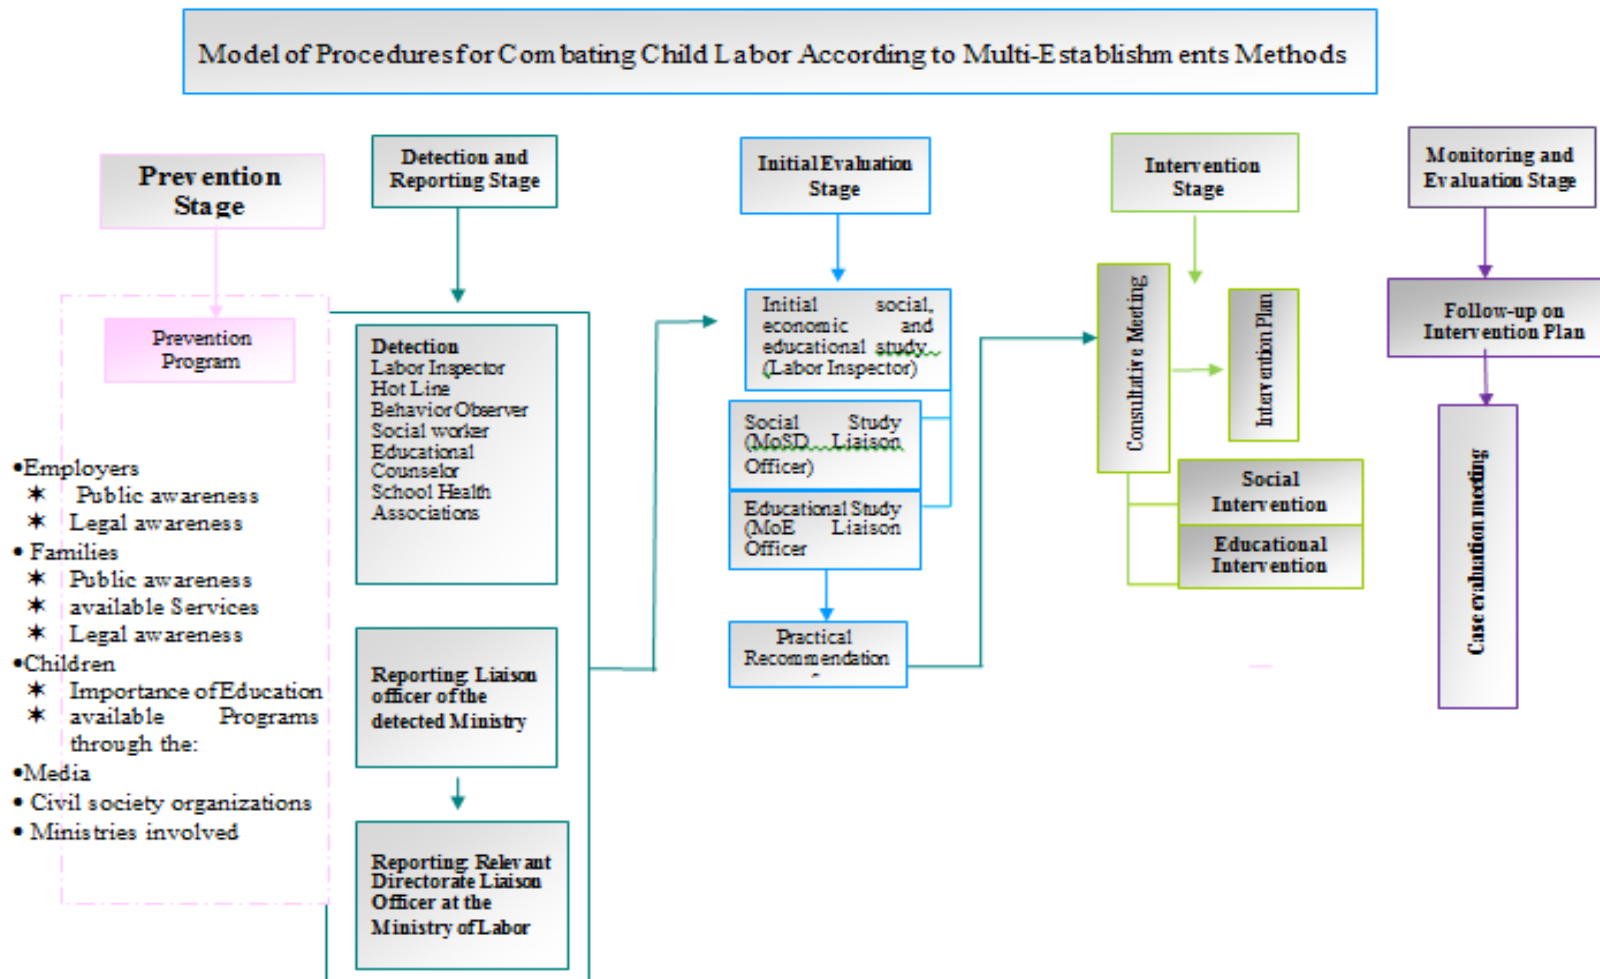 Model of Procedures for Combating Child Labor According to Multi-Establishments Methods
Prevention
Stage
Prevention
Program
•Employers
✶ Public awareness
✶ Legal awareness
• Families
✶ Public awareness
✶ available Services
✶ Legal awareness
•Children
✶ Importance of Education
✶ available Programs
through the:
•Media
• Civil society organizations
• Ministries involved
Detection and
Reporting Stage
Detection
Labor Inspector
Hot Line
Behavior Observer
Social worker
Educational
Counselor
School Health
Associations
Reporting: Liaison
officer of the
detected Ministry
Reporting: Relevant
Directorate Liaison
Officer at the
Ministry of Labor
Initial Evaluation
Stage
Initial social,
economic and
educational study
(Labor Inspector)
Social Study
(MoSD Liaison
Officer)
Educational Study
(MoE Liaison
Officer
Practical
Recommendation
Intervention
Stage
Consultative Meeting
Intervention Plan
Social
Intervention
Educational
Intervention
Monitoring and
Evaluation Stage
Follow-up on
Intervention Plan
Case evaluation meeting